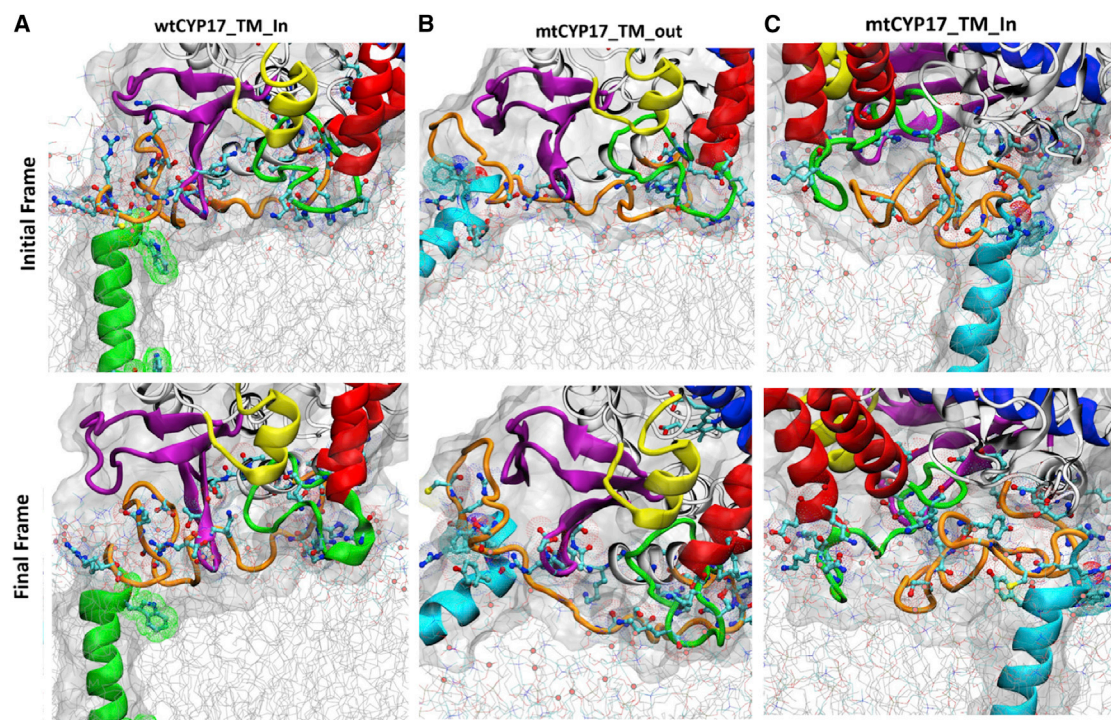 A
wtCYP17_TM_In
B
mtCYP17_TM_out
C
mtCYP17_TM_In
Initial Frame
Final Frame